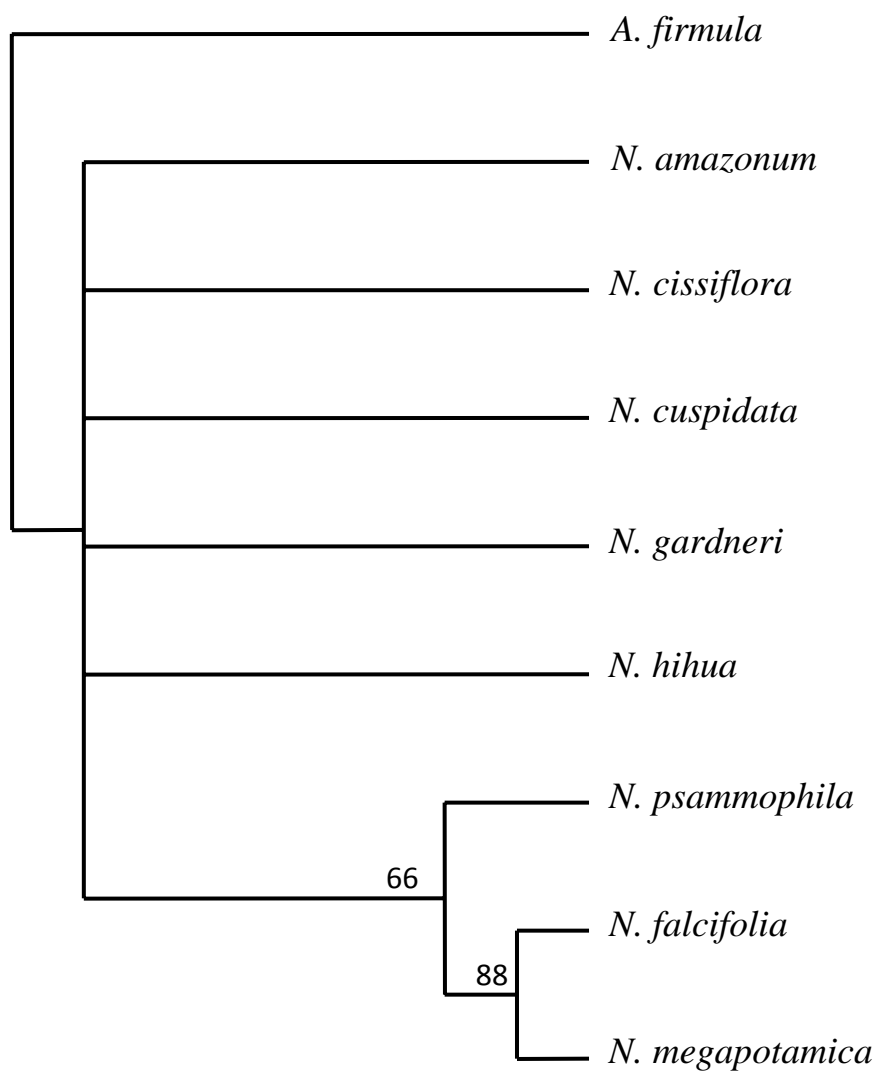 A. firmula
N. amazonum
N. cissiflora
N. cuspidata
N. gardneri
N. hihua
N. psammophila
66
N. falcifolia
88
N. megapotamica